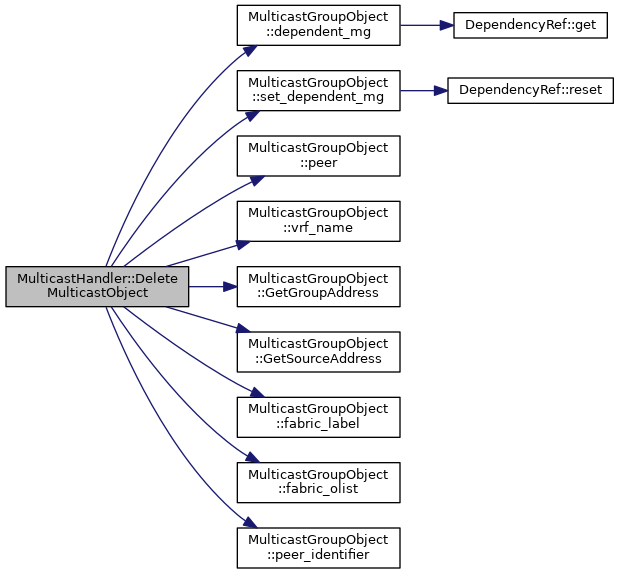 MulticastGroupObject
::dependent_mg
DependencyRef::get
MulticastGroupObject
::set_dependent_mg
DependencyRef::reset
MulticastGroupObject
::peer
MulticastGroupObject
::vrf_name
MulticastHandler::Delete
MulticastObject
MulticastGroupObject
::GetGroupAddress
MulticastGroupObject
::GetSourceAddress
MulticastGroupObject
::fabric_label
MulticastGroupObject
::fabric_olist
MulticastGroupObject
::peer_identifier